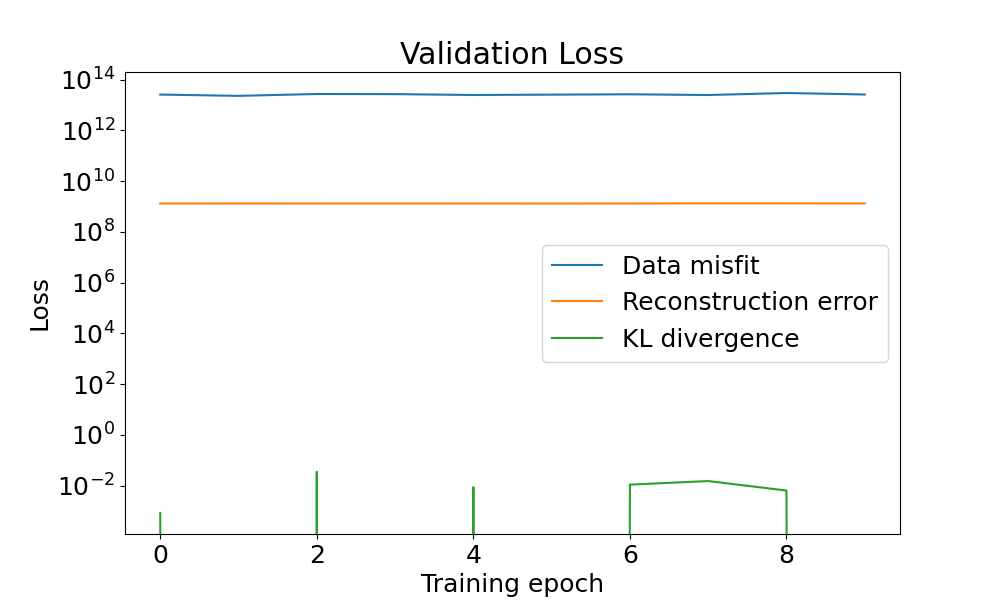 Validation Loss
Loss
10^14
10^12
10^10
10^8
10^6
10^4
10^2
10^0
10^−2
Data misfit
Reconstruction error
KL divergence
0 2 4 6 8
Training epoch